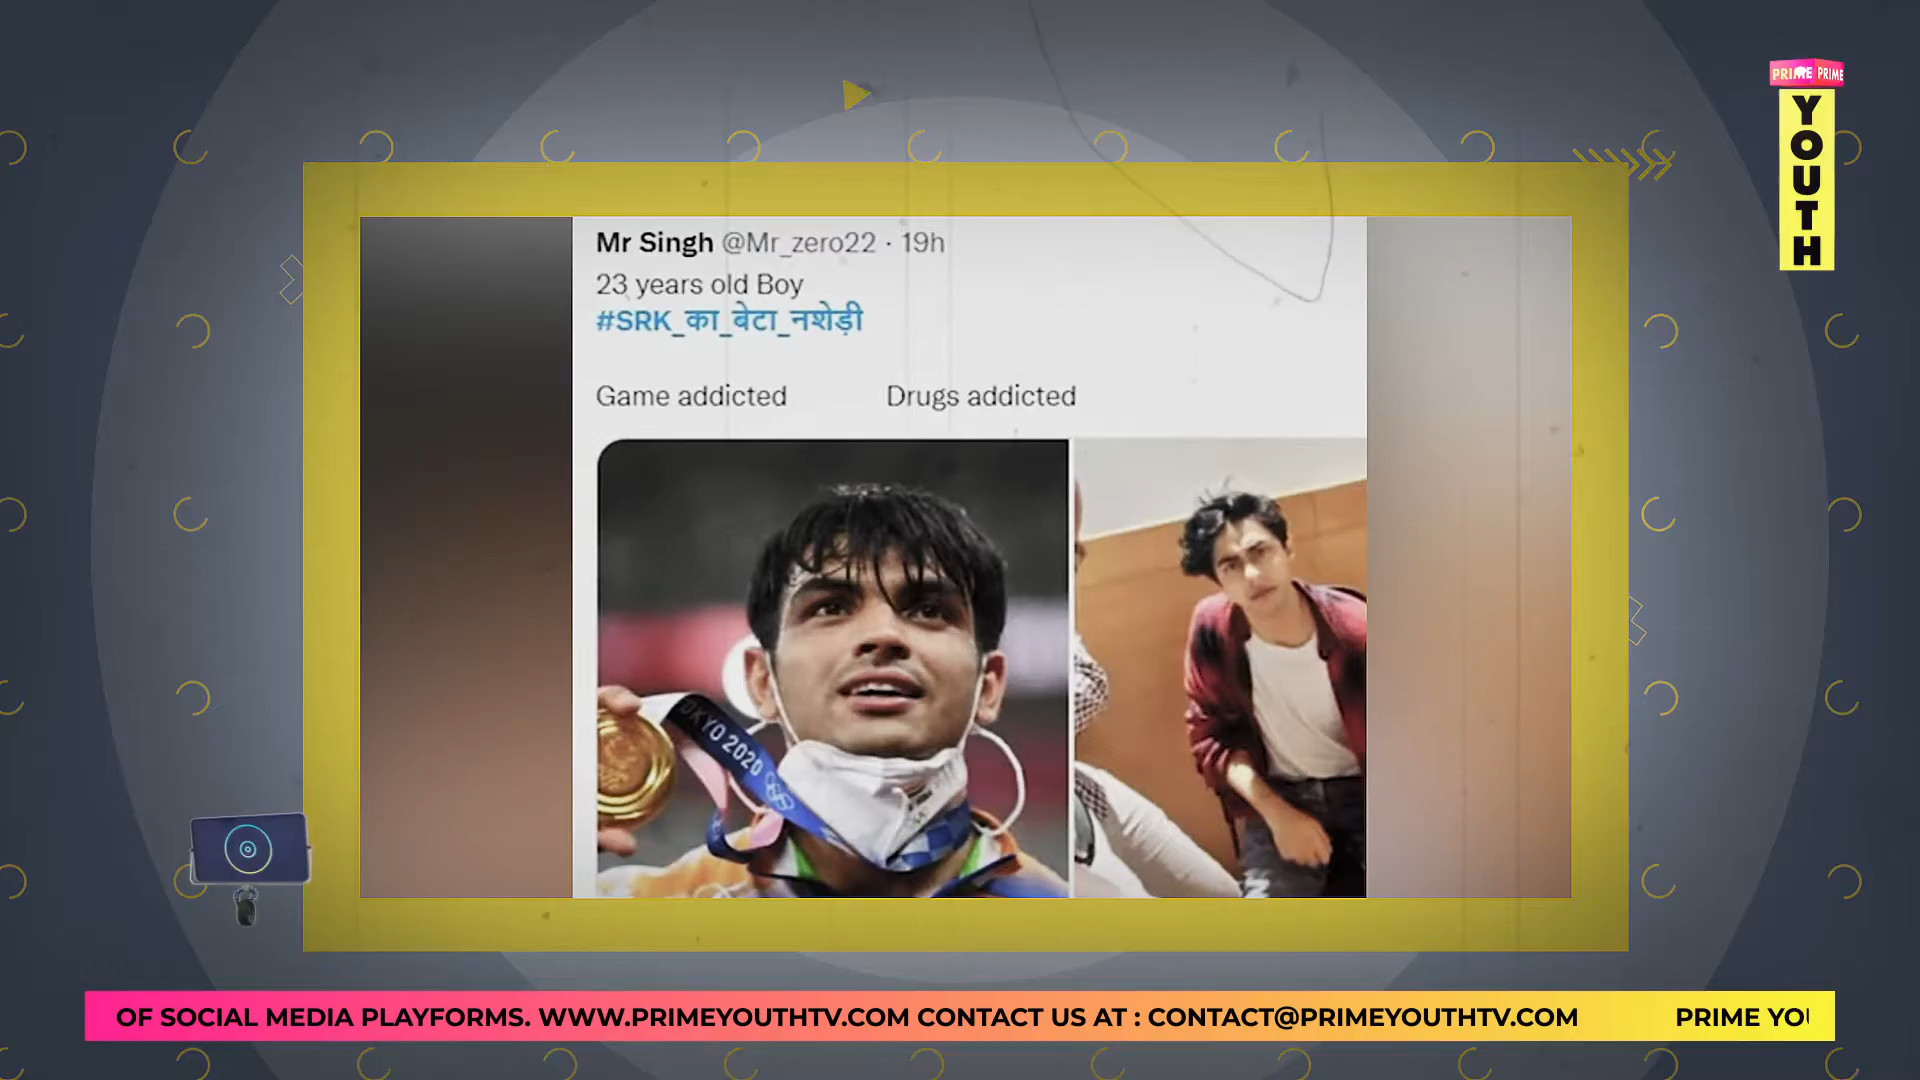 PRIME PRIME
YOUTH
Mr Singh @Mr_zero22 · 19h
23 years old Boy
#SRK_का_बेटा_नशेड़ी
Game addicted Drugs addicted
TOKYO 2020
OF SOCIAL MEDIA PLAYFORMS. WWW.PRIMEYOUTHTV.COM CONTACT US AT : CONTACT@PRIMEYOUTHTV.COM PRIME YOU